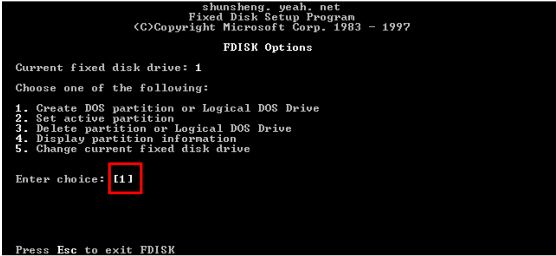 shunsheng. yeah. net
Fixed Disk Setup Program
(C)Copyright Microsoft Corp. 1983 - 1997
FDISK Options
Current fixed disk drive: 1
Choose one of the following:
1. Create DOS partition or Logical DOS Drive
2. Set active partition
3. Delete partition or Logical DOS Drive
4. Display partition information
5. Change current fixed disk drive
Enter choice: [1]
Press Esc to exit FDISK